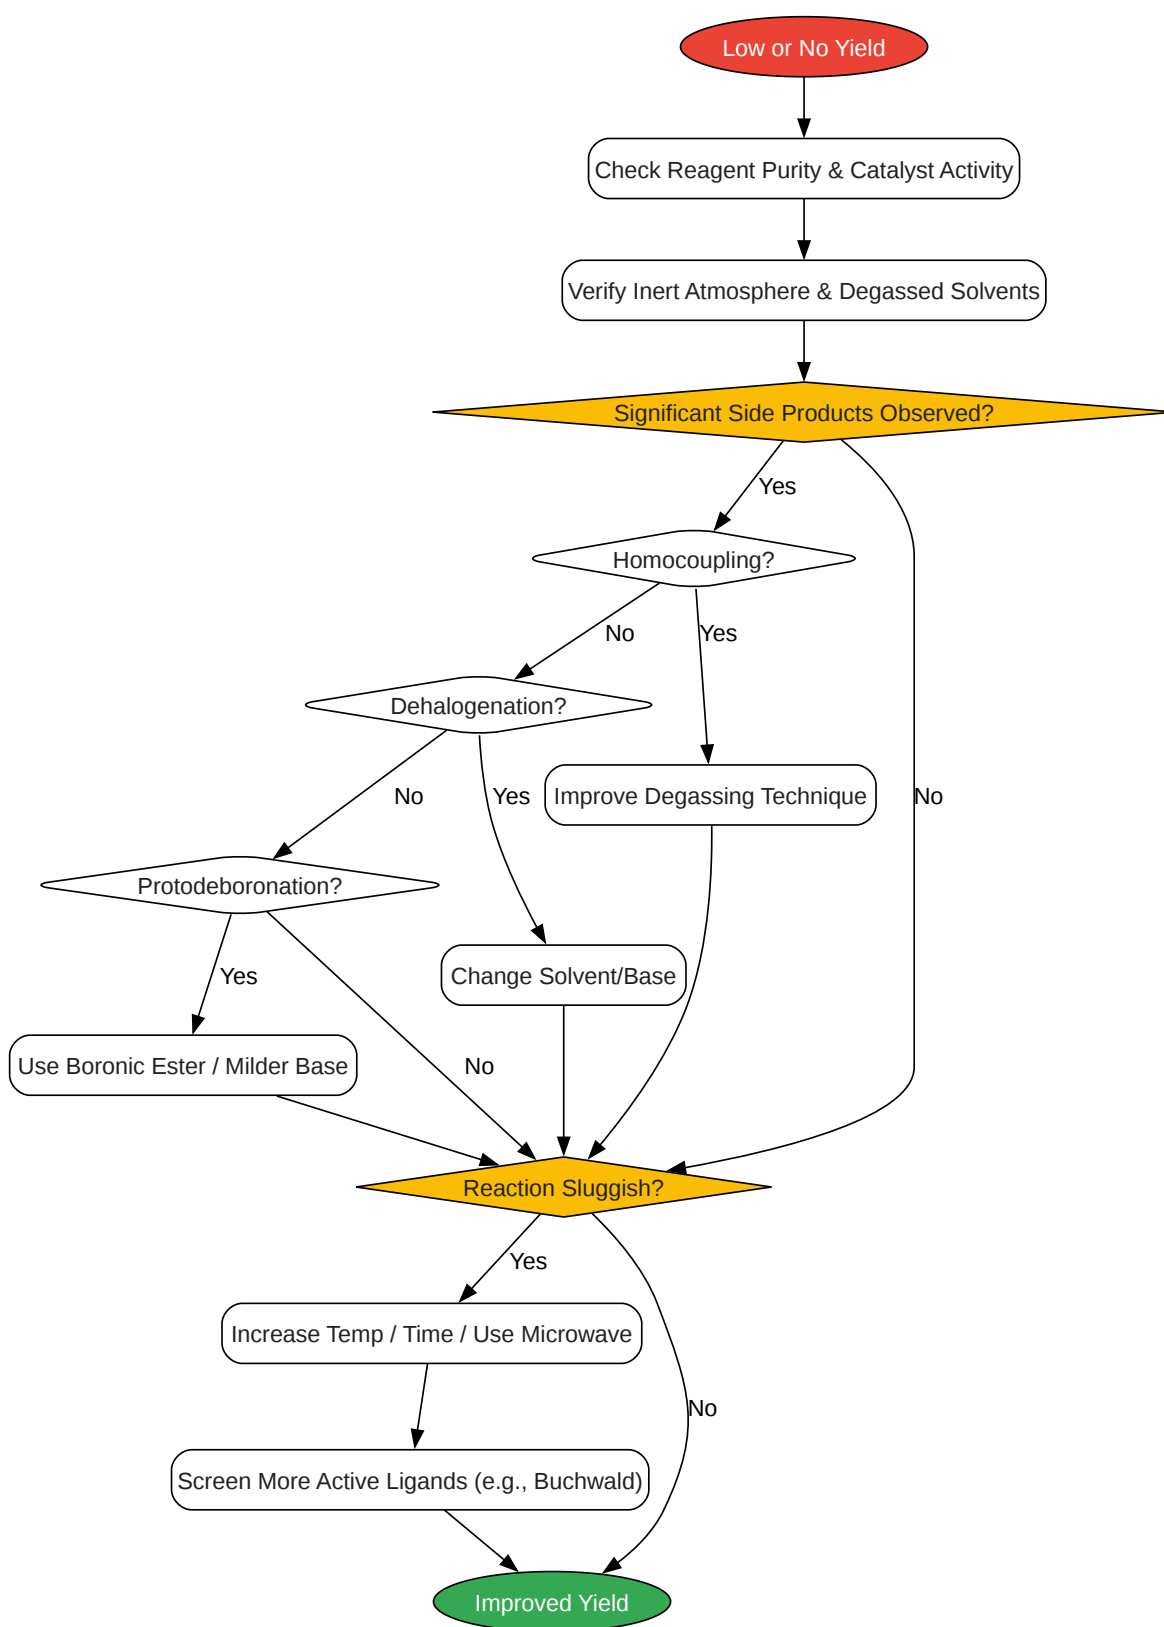 Low or No Yield
Check Reagent Purity & Catalyst Activity
Verify Inert Atmosphere & Degassed Solvents
Significant Side Products Observed?
Yes
Homocoupling?
No
Yes
Dehalogenation?
No
Yes
Improve Degassing Technique
No
Protodeboronation?
Yes
Change Solvent/Base
Use Boronic Ester / Milder Base
No
Reaction Sluggish?
Yes
Increase Temp / Time / Use Microwave
No
Screen More Active Ligands (e.g., Buchwald)
Improved Yield